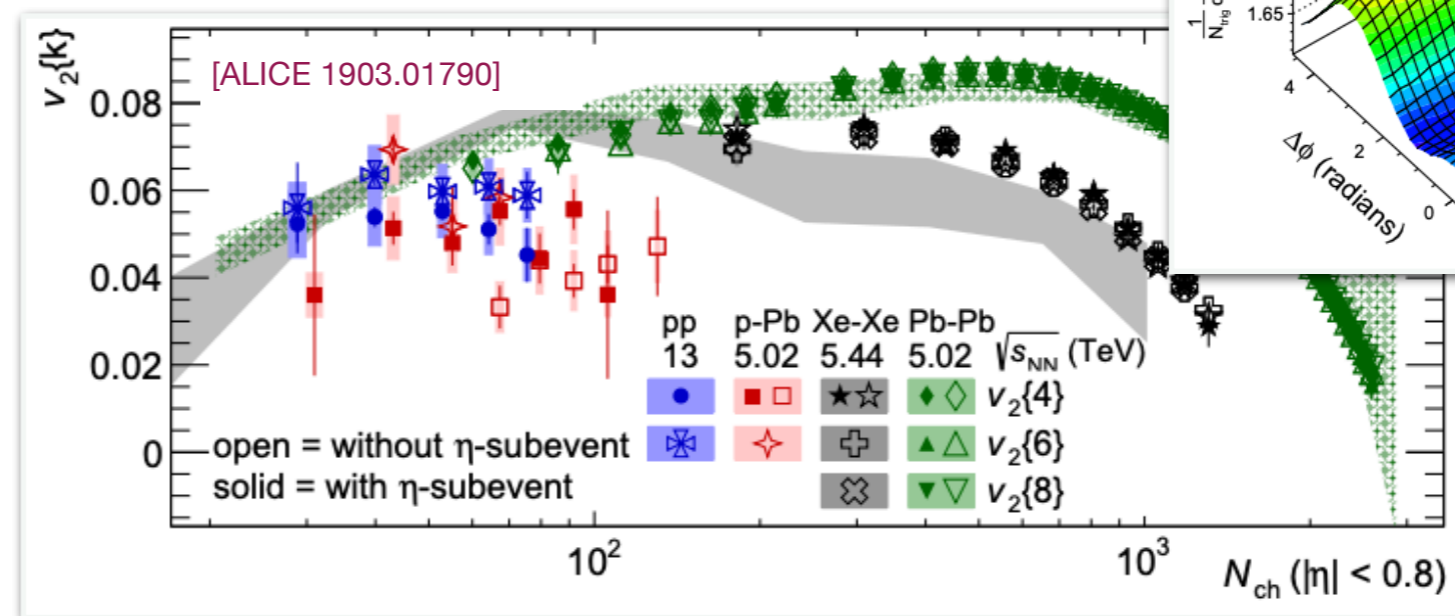 [ALICE 1903.01790]
v₂{k}
0.08
0.06
0.04
0.02
0
pp p-Pb Xe-Xe Pb-Pb
13 5.02 5.44 5.02 √sNN (TeV)
v₂{4}
open = without η-subevent v₂{6}
solid = with η-subevent v₂{8}
10² 10³
Nch (|η| < 0.8)
1.65
1
Ntrig
4
2
0
Δϕ (radians)